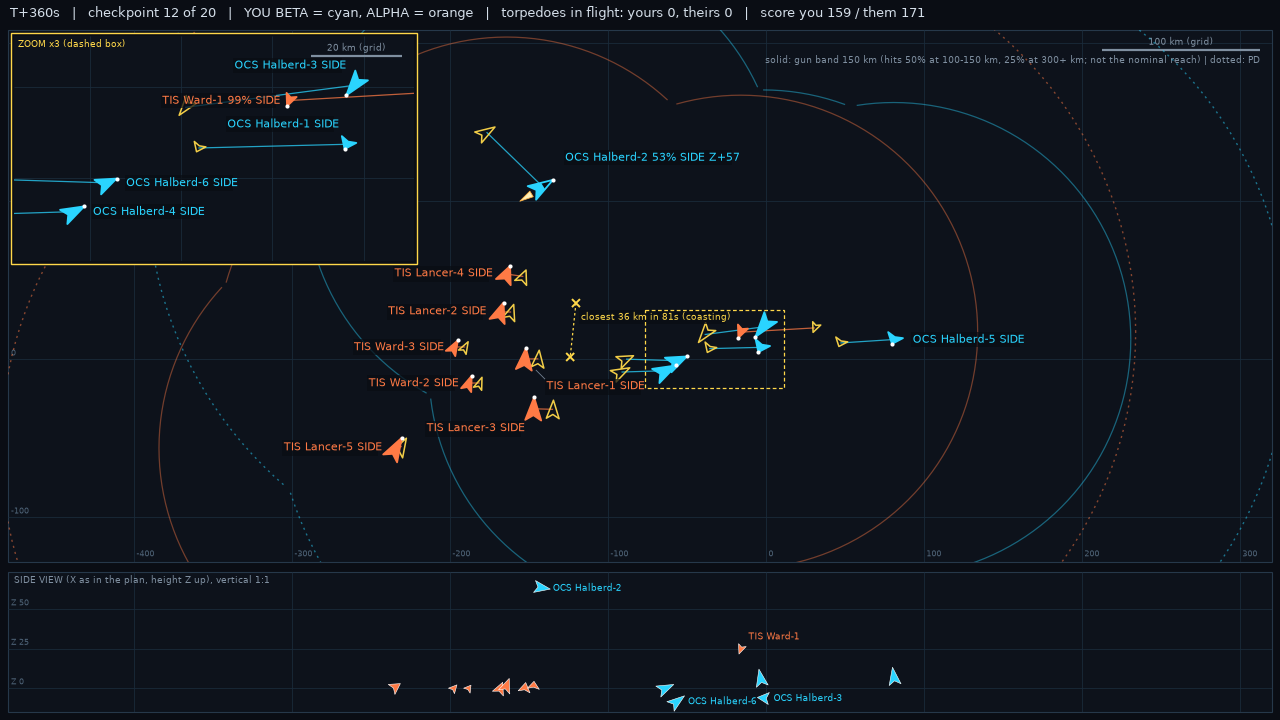 T+360s | checkpoint 12 of 20 | YOU BETA = cyan, ALPHA = orange | torpedoes in flight: yours 0, theirs 0 | score you 159 / them 171
ZOOM x3 (dashed box)
20 km (grid)
100 km (grid)
solid: gun band 150 km (hits 50% at 100-150 km, 25% at 300+ km; not the nominal reach) | dotted: PD
OCS Halberd-3 SIDE
TIS Ward-1 99% SIDE
OCS Halberd-1 SIDE
OCS Halberd-6 SIDE
OCS Halberd-4 SIDE
OCS Halberd-2 53% SIDE Z+57
TIS Lancer-4 SIDE
TIS Lancer-2 SIDE
closest 36 km in 81s (coasting)
OCS Halberd-5 SIDE
TIS Ward-3 SIDE
0
TIS Ward-2 SIDE
TIS Lancer-1 SIDE
TIS Lancer-3 SIDE
TIS Lancer-5 SIDE
-100
-400
-300
-200
-100
0
100
200
300
SIDE VIEW (X as in the plan, height Z up), vertical 1:1
OCS Halberd-2
Z 50
TIS Ward-1
Z 25
Z 0
OCS Halberd-6
OCS Halberd-3